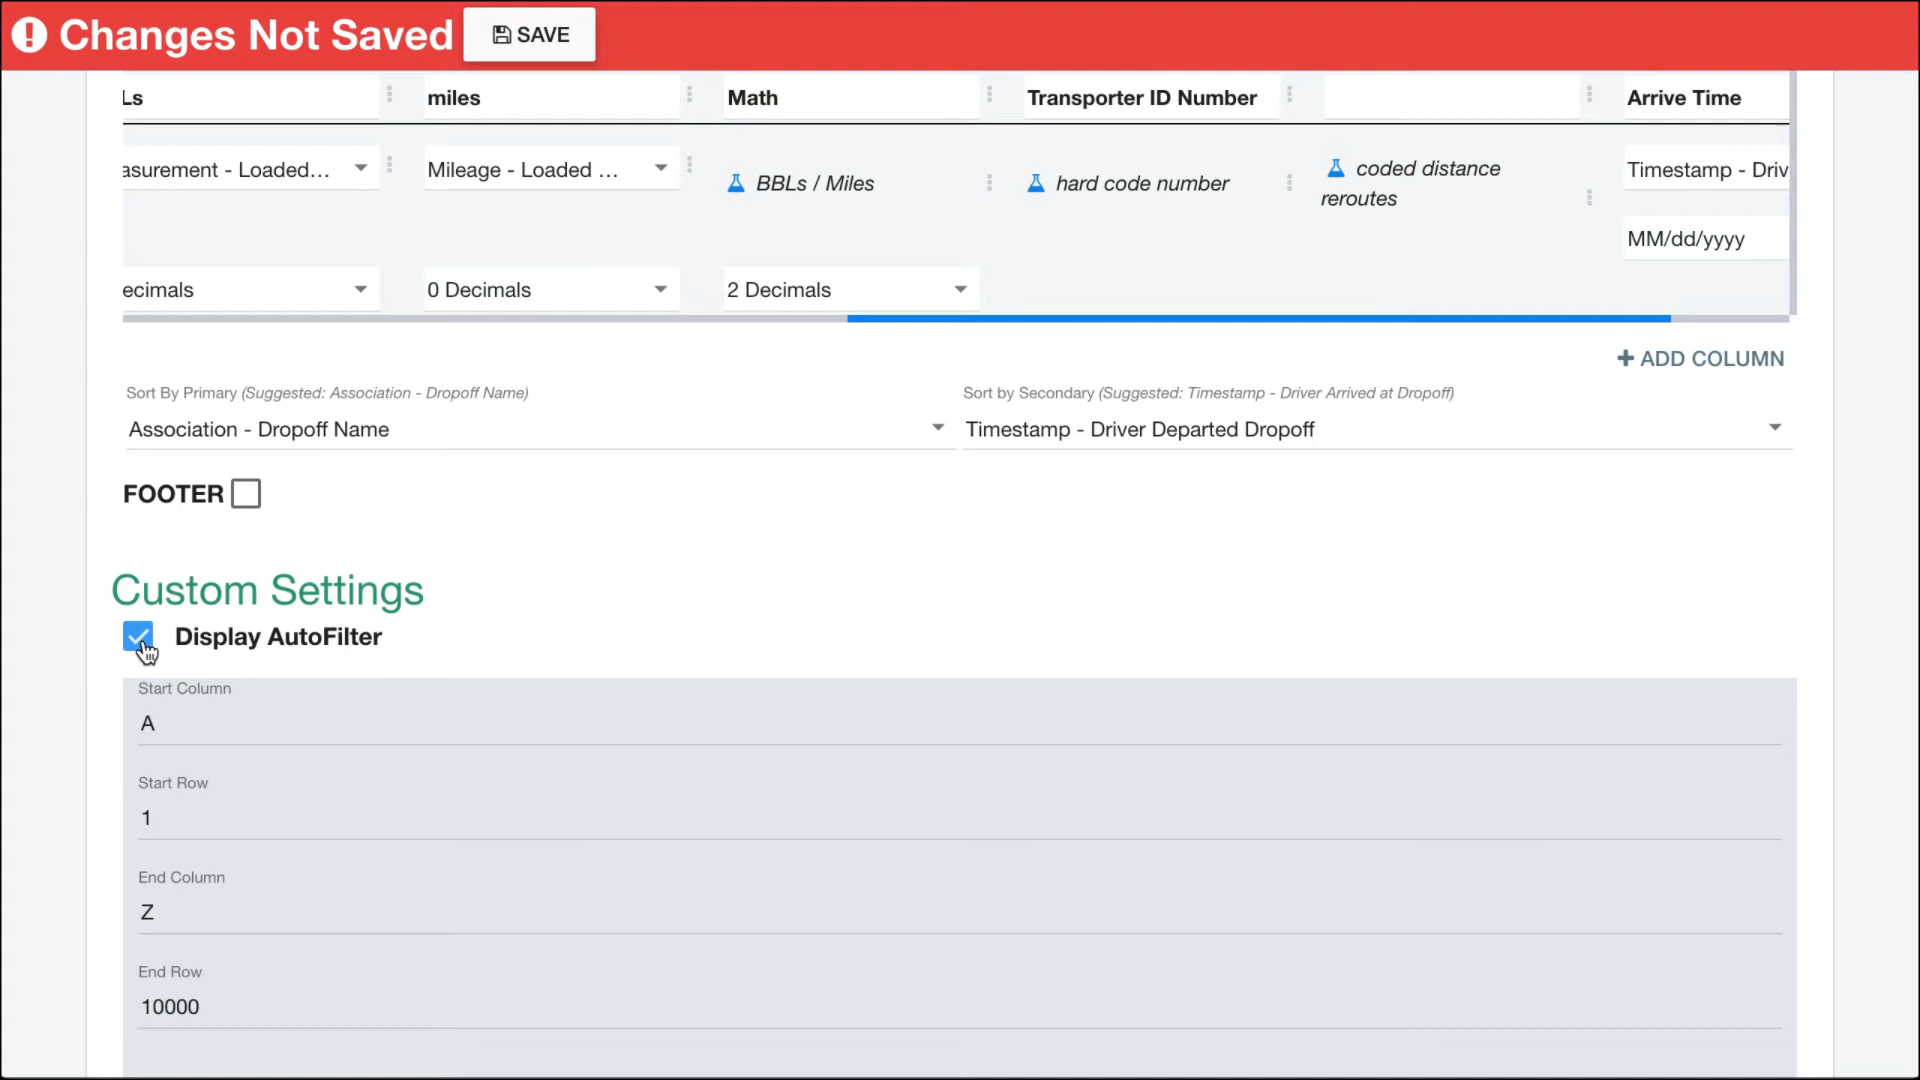 Changes Not Saved SAVE
Ls miles Math Transporter ID Number Arrive Time
asurement - Loaded... Mileage - Loaded ... BBLs / Miles hard code number coded distance reroutes Timestamp - Driv
MM/dd/yyyy
ecimals 0 Decimals 2 Decimals
ADD COLUMN
Sort By Primary (Suggested: Association - Dropoff Name) Sort by Secondary (Suggested: Timestamp - Driver Arrived at Dropoff)
Association - Dropoff Name Timestamp - Driver Departed Dropoff
FOOTER
Custom Settings
Display AutoFilter
Start Column
A
Start Row
1
End Column
Z
End Row
10000